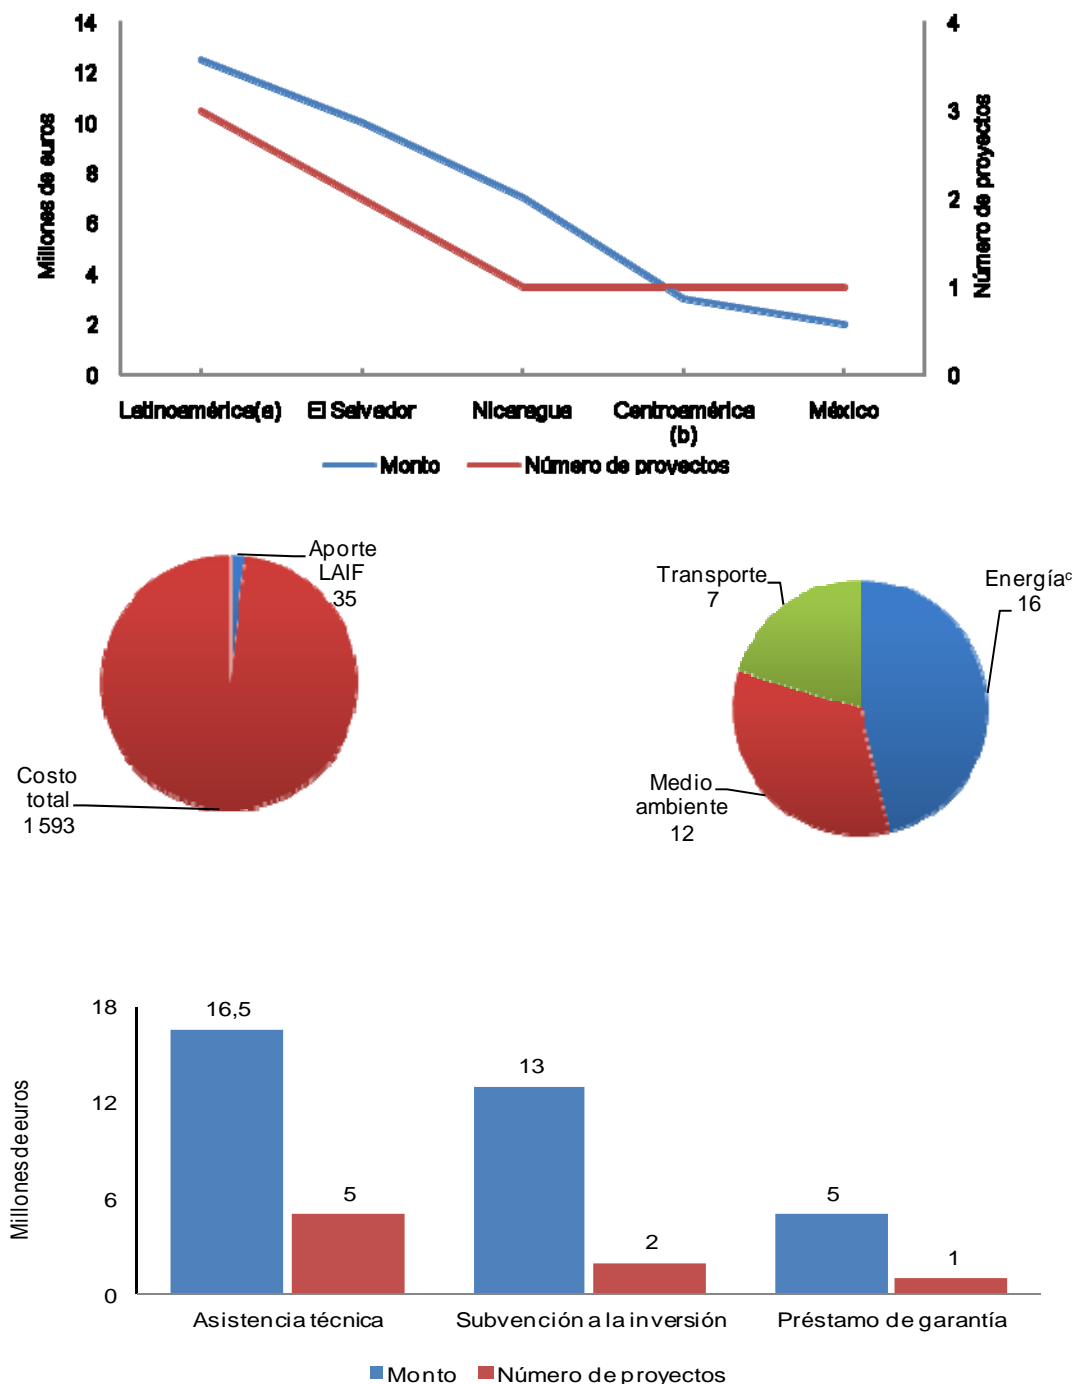 14
12
10
8
6
4
2
0
Millones de euros
4
3
2
1
0
Número de proyectos
Latinoamérica(a)
El Salvador
Nicaragua
Centroamérica
(b)
México
Monto
Número de proyectos
Aporte
LAIF
35
Costo
total
1 593
Transporte
7
Energíaᶜ
16
Medio
ambiente
12
18
12
6
0
Millones de euros
16,5
5
13
2
5
1
Asistencia técnica
Subvención a la inversión
Préstamo de garantía
Monto
Número de proyectos